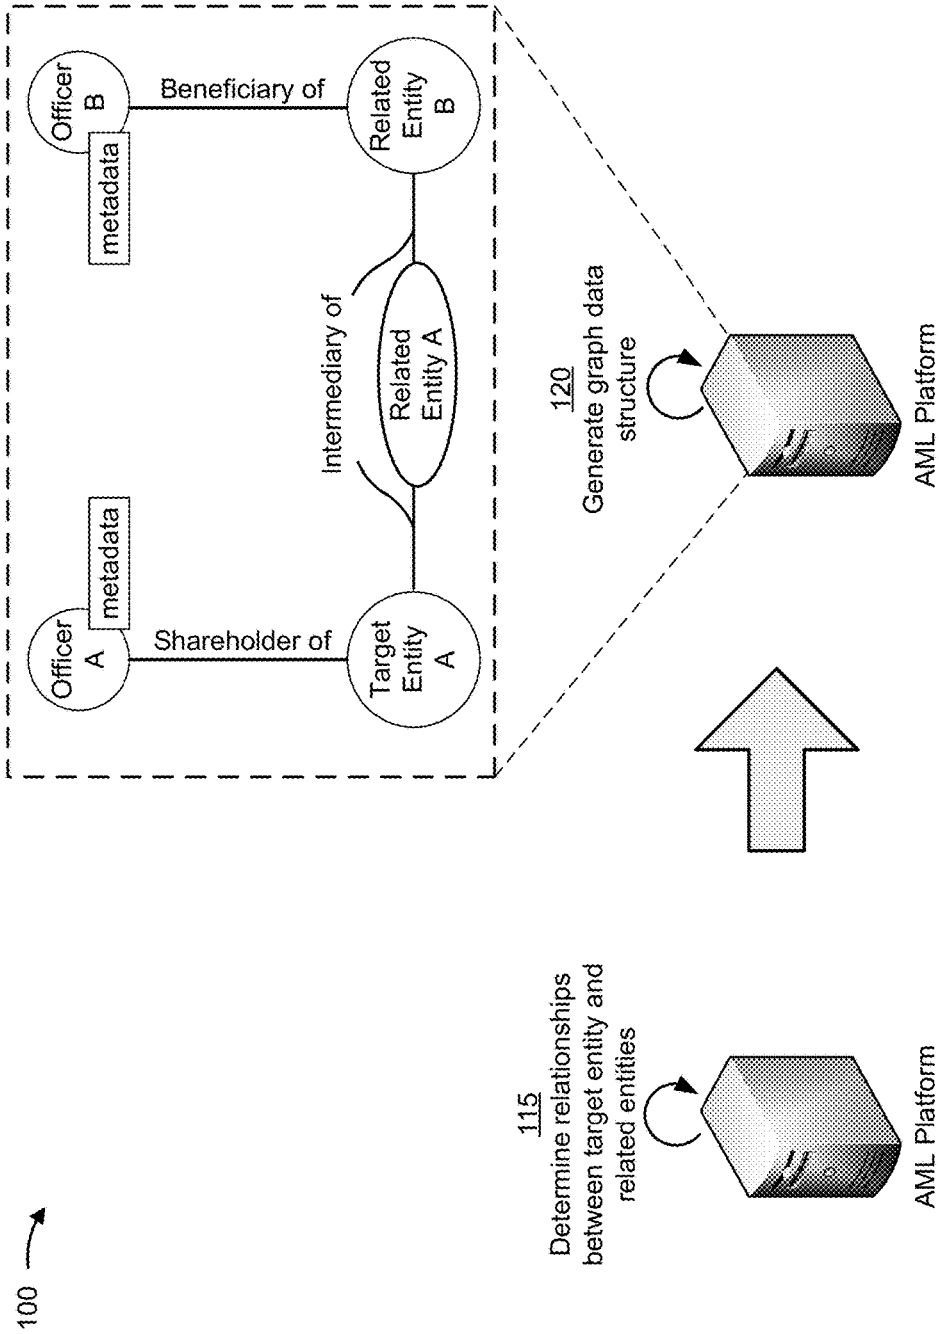 100
115
Determine relationships
between target entity and
related entities
AML Platform
120
Generate graph data
structure
AML Platform
Officer
A
metadata
Shareholder of
Target
Entity
A
Intermediary of
Related
Entity A
Officer
B
metadata
Beneficiary of
Related
Entity
B